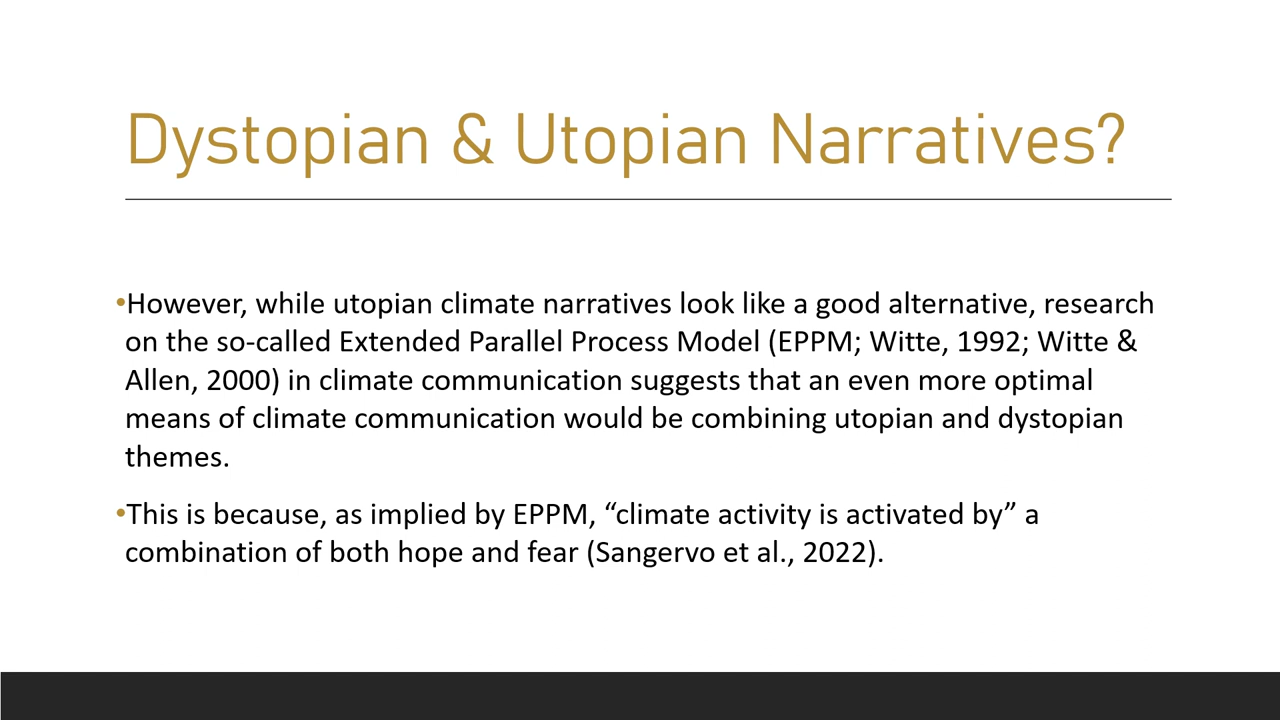 Dystopian & Utopian Narratives?
•However, while utopian climate narratives look like a good alternative, research
on the so-called Extended Parallel Process Model (EPPM; Witte, 1992; Witte &
Allen, 2000) in climate communication suggests that an even more optimal
means of climate communication would be combining utopian and dystopian
themes.
•This is because, as implied by EPPM, “climate activity is activated by” a
combination of both hope and fear (Sangervo et al., 2022).